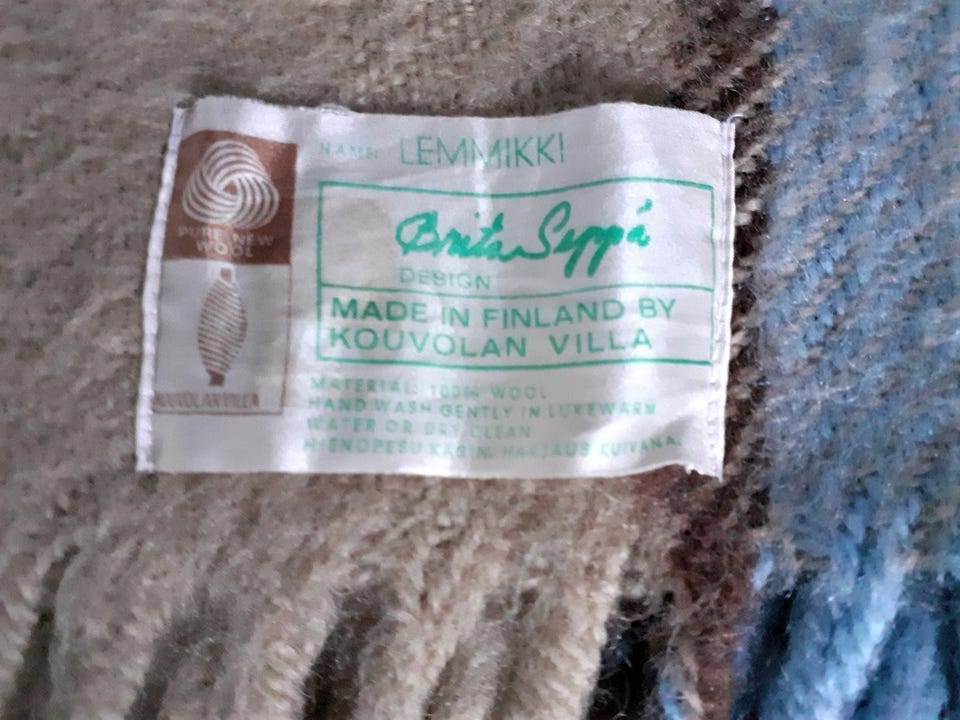 NAME: LEMMIKKI
Brita Seppä
DESIGN
MADE IN FINLAND BY
KOUVOLAN VILLA
PURE NEW
WOOL
KOUVOLAN VILLA
MATERIAL: 100% WOOL
HAND WASH GENTLY IN LUKEWARM
WATER OR DRY CLEAN
HIENOPESU KÄSIN, HARJAUS KUIVANA.